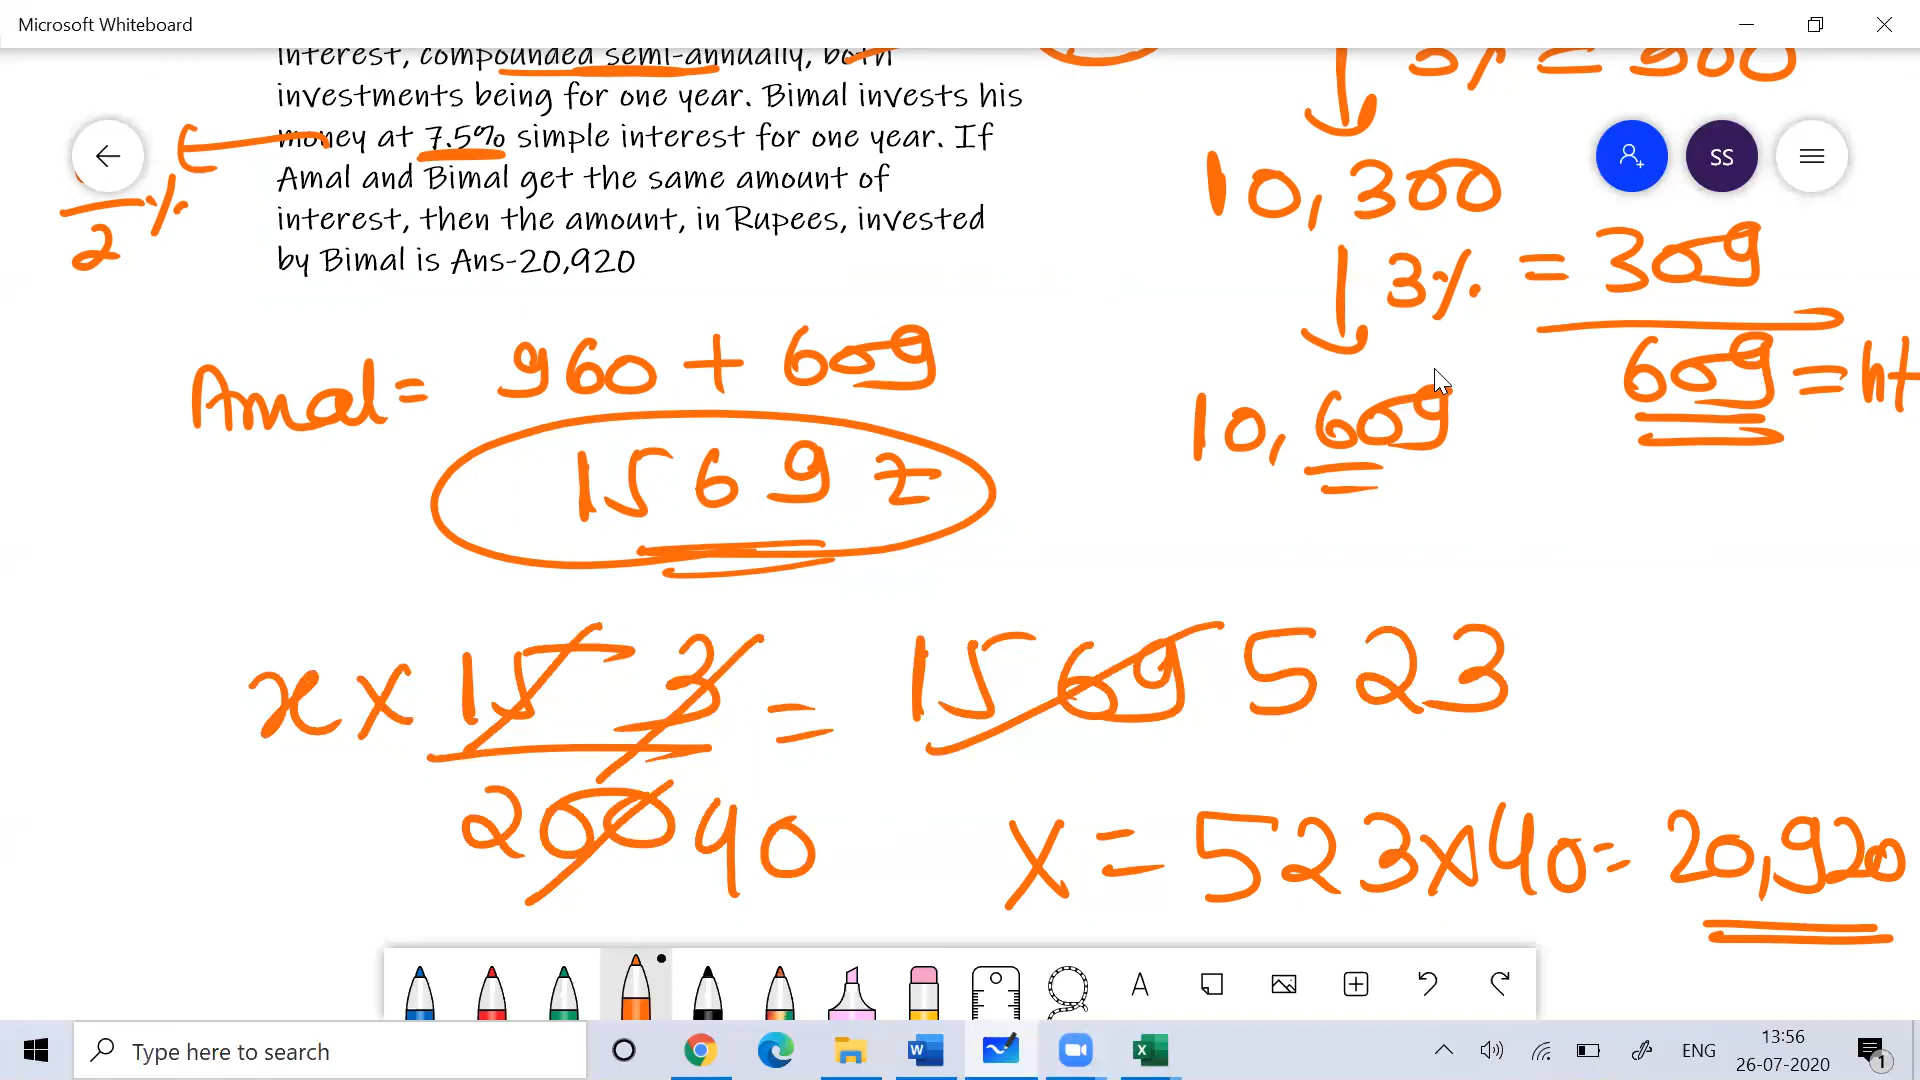 Microsoft Whiteboard
interest, compounded semi-annually, both
investments being for one year. Bimal invests his
money at 7.5% simple interest for one year. If
Amal and Bimal get the same amount of
interest, then the amount, in Rupees, invested
by Bimal is Ans-20,920
2 %
3% = 300
10,300
3% = 309
609 = Int
10,609
SS
Amal = 960 + 609
1569
x × 15 3 = 1569 523
200 40
x = 523 × 40 = 20,920
A
Type here to search
ENG
13:56
26-07-2020
1